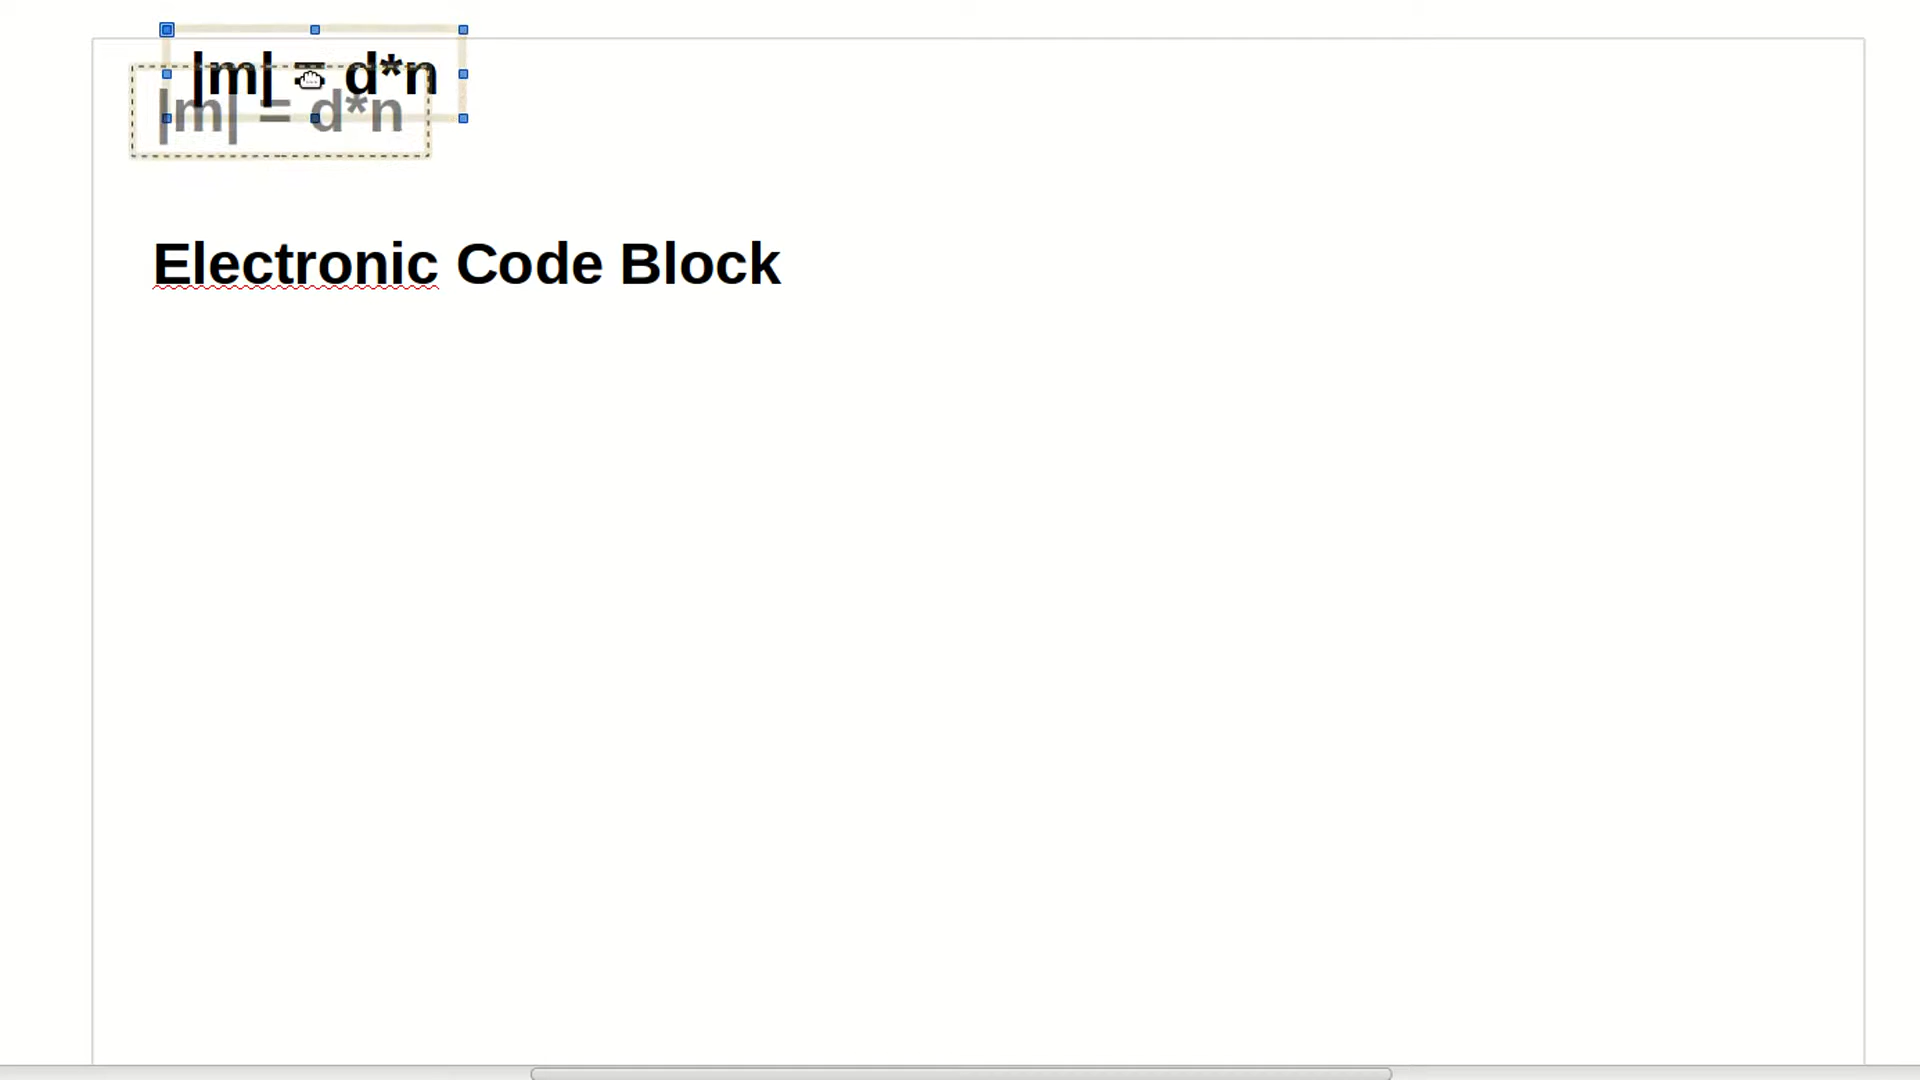 |m| = d*n
|m| = d*n
Electronic Code Block